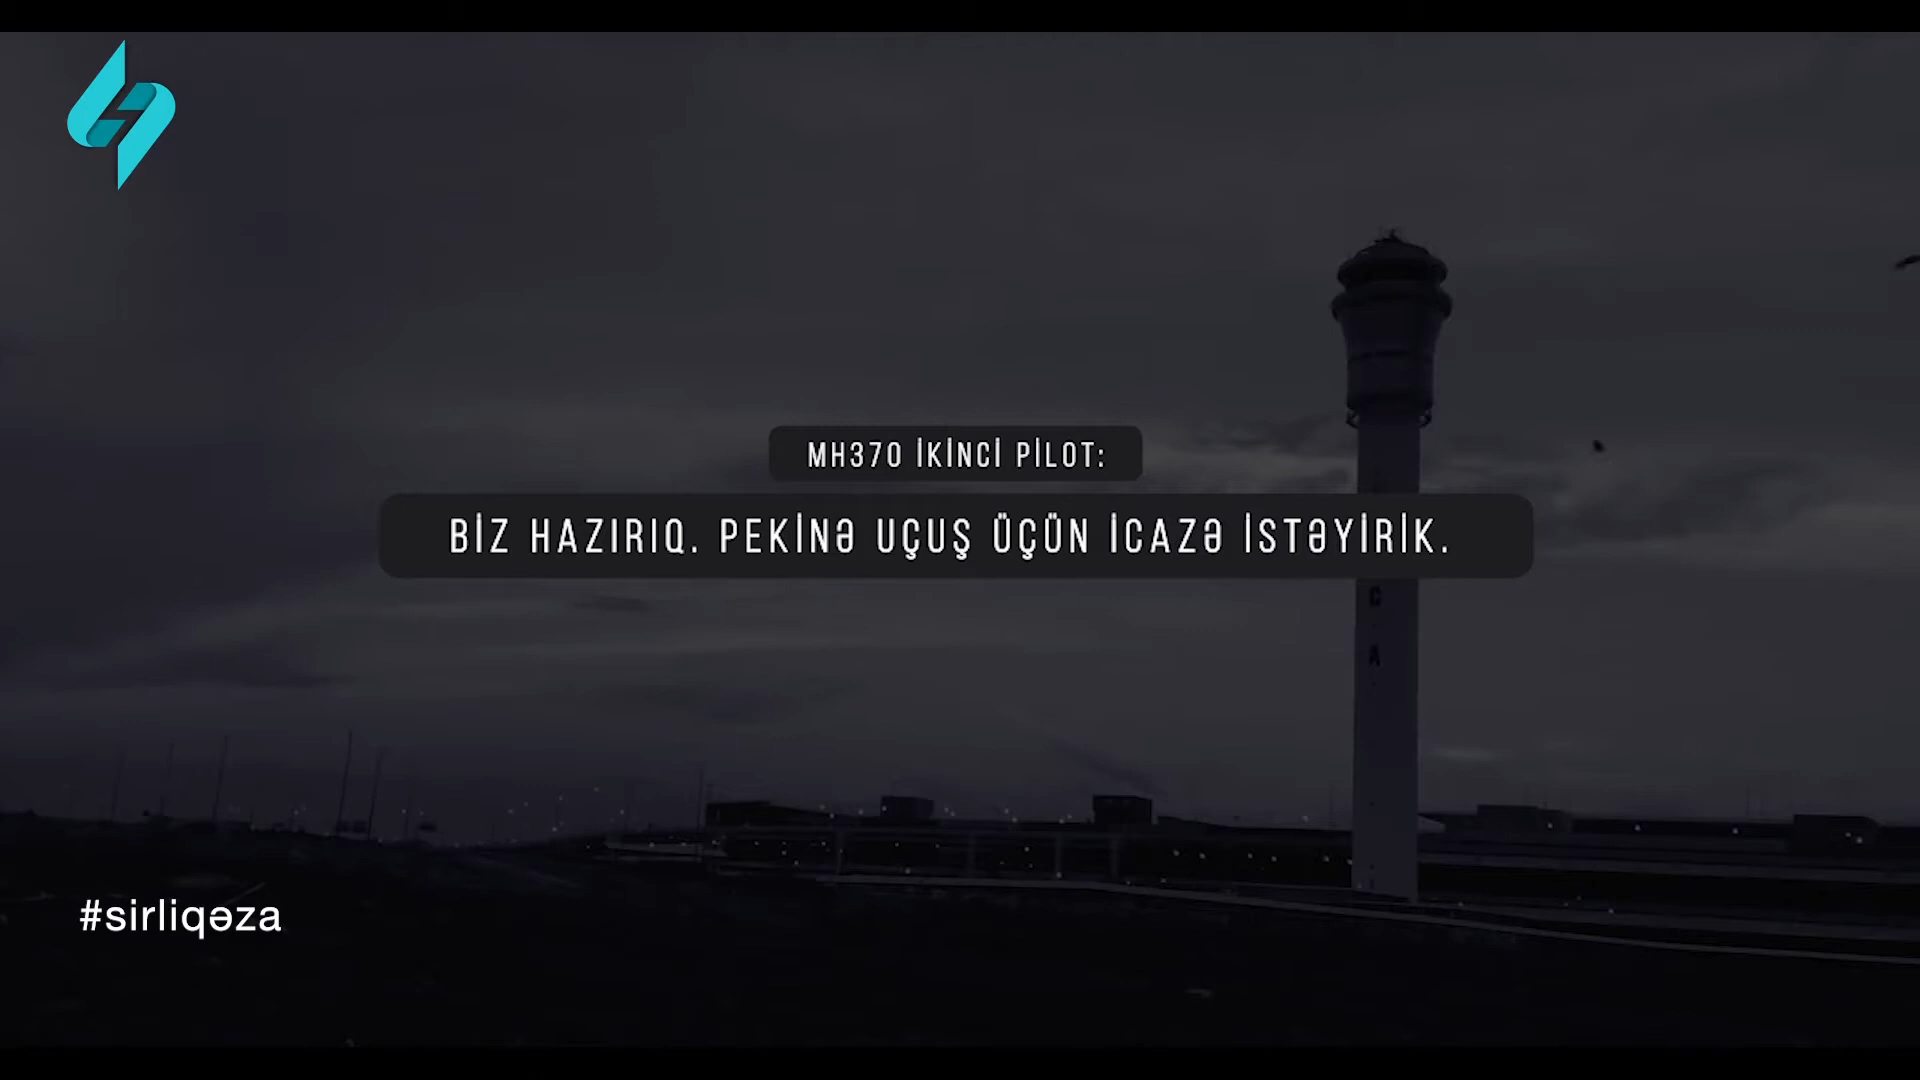 MH370 İKİNCİ PİLOT:
BİZ HAZIRIQ. PEKİNƏ UÇUŞ ÜÇÜN İCAZƏ İSTƏYİRİK.
C
A
#sirliqəza